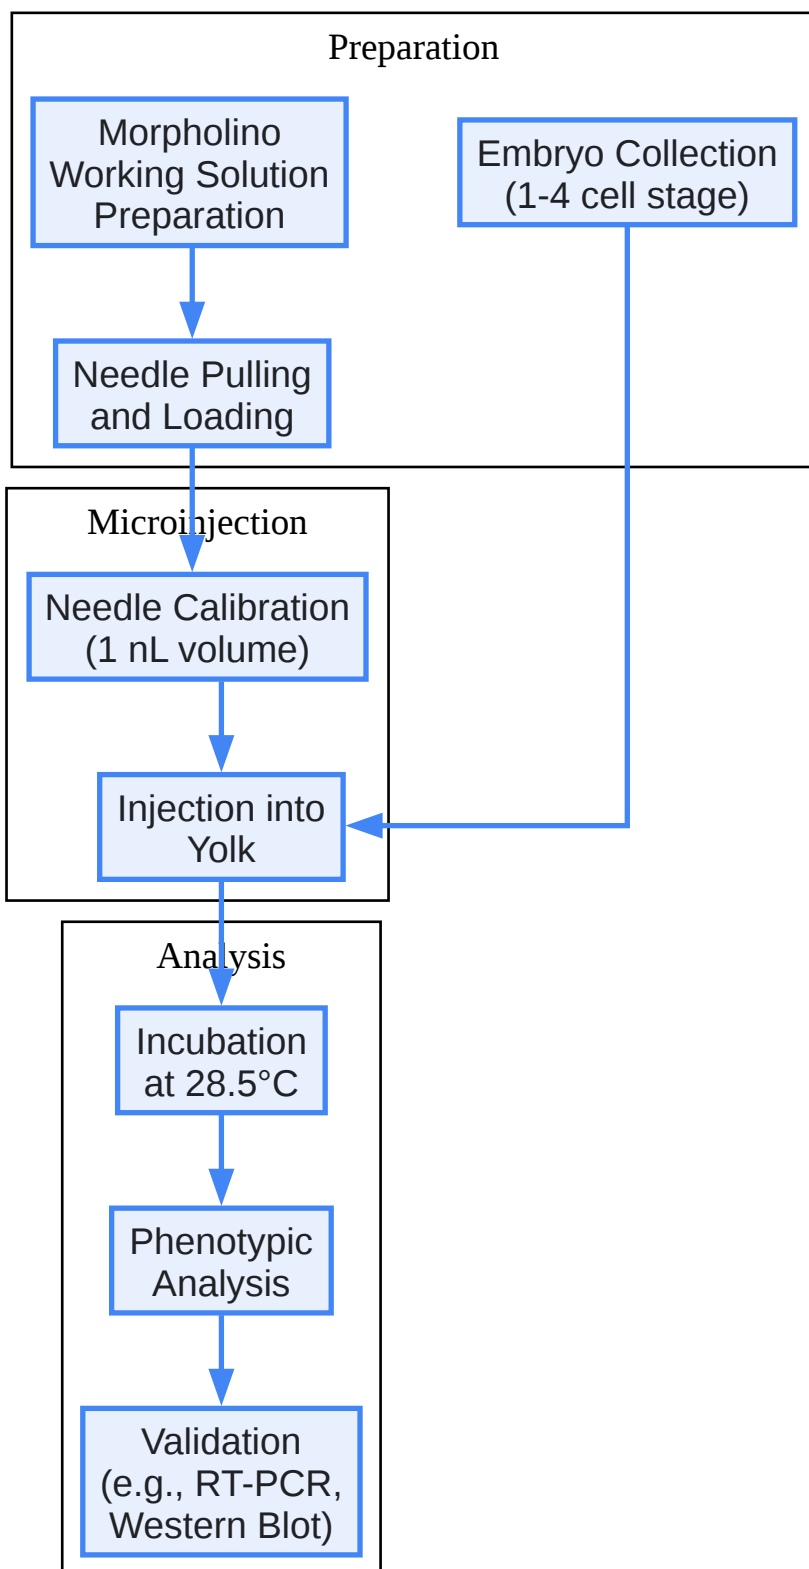 Preparation
Morpholino
Working Solution
Preparation
Embryo Collection
(1-4 cell stage)
Needle Pulling
and Loading
Microinjection
Needle Calibration
(1 nL volume)
Injection into
Yolk
Analysis
Incubation
at 28.5°C
Phenotypic
Analysis
Validation
(e.g., RT-PCR,
Western Blot)